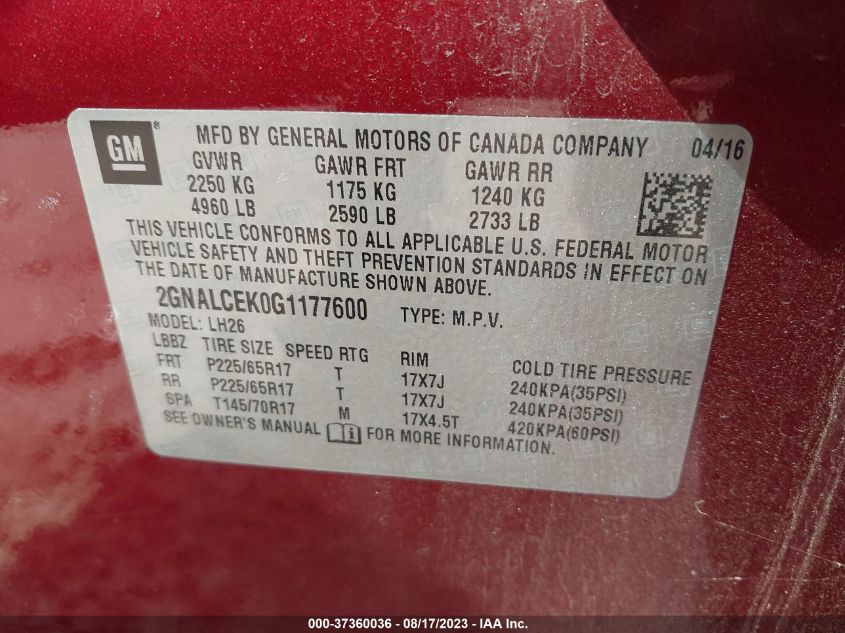 GM ® MFD BY GENERAL MOTORS OF CANADA COMPANY 04/16
GVWR GAWR FRT GAWR RR
2250 KG 1175 KG 1240 KG
4960 LB 2590 LB 2733 LB
THIS VEHICLE CONFORMS TO ALL APPLICABLE U.S. FEDERAL MOTOR
VEHICLE SAFETY AND THEFT PREVENTION STANDARDS IN EFFECT ON
THE DATE OF MANUFACTURE SHOWN ABOVE.
2GNALCEK0G1177600 TYPE: M.P.V.
MODEL: LH26
LBBZ TIRE SIZE SPEED RTG RIM COLD TIRE PRESSURE
FRT P225/65R17 T 17X7J 240KPA(35PSI)
RR P225/65R17 T 17X7J 240KPA(35PSI)
SPA T145/70R17 M 17X4.5T 420KPA(60PSI)
SEE OWNER'S MANUAL FOR MORE INFORMATION.
000-37360036 - 08/17/2023 - IAA Inc.